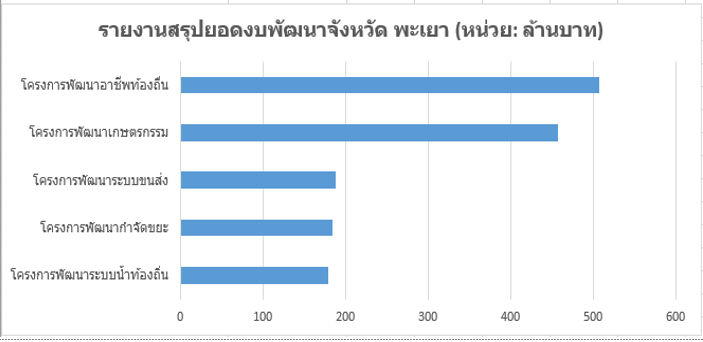 รายงานสรุปยอดงบพัฒนาจังหวัด พะเยา (หน่วย: ล้านบาท)
โครงการพัฒนาอาชีพท้องถื่น
โครงการพัฒนาเกษตรกรรม
โครงการพัฒนาระบบขนส่ง
โครงการพัฒนากำจัดขยะ
โครงการพัฒนาระบบน้ำท้องถื่น
0 100 200 300 400 500 600